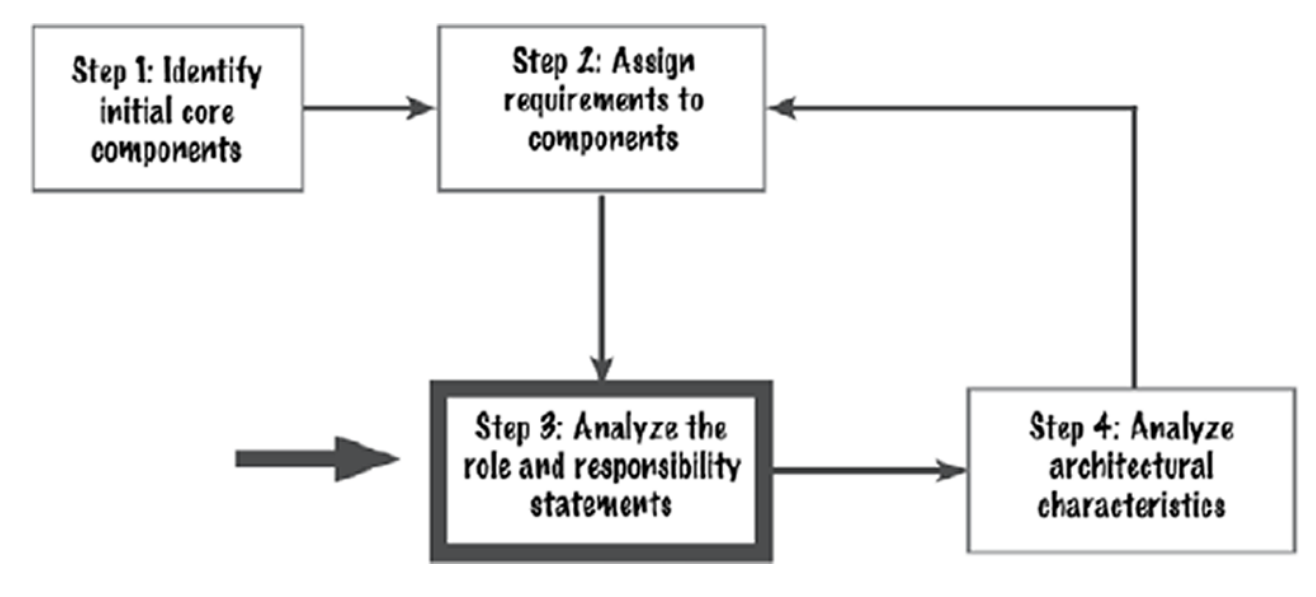 Step 1: Identify
initial core
components
Step 2: Assign
requirements to
components
Step 3: Analyze the
role and responsibility
statements
Step 4: Analyze
architectural
characteristics